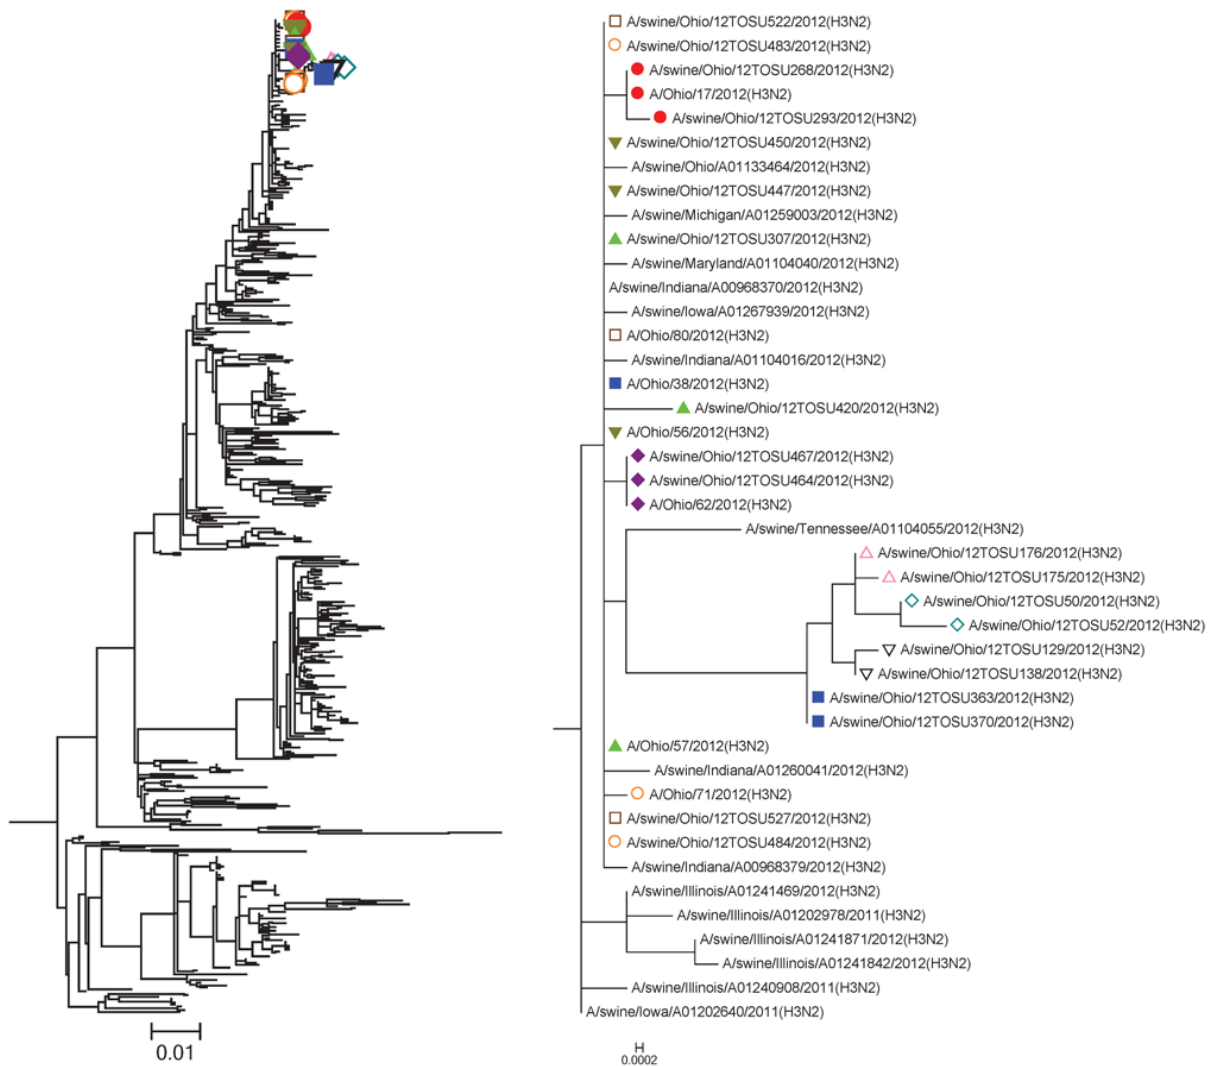 A/swine/Ohio/12TOSU522/2012(H3N2)
A/swine/Ohio/12TOSU483/2012(H3N2)
A/swine/Ohio/12TOSU268/2012(H3N2)
A/Ohio/17/2012(H3N2)
A/swine/Ohio/12TOSU293/2012(H3N2)
A/swine/Ohio/12TOSU450/2012(H3N2)
A/swine/Ohio/A01133464/2012(H3N2)
A/swine/Ohio/12TOSU447/2012(H3N2)
A/swine/Michigan/A01259003/2012(H3N2)
A/swine/Ohio/12TOSU307/2012(H3N2)
A/swine/Maryland/A01104040/2012(H3N2)
A/swine/Indiana/A00968370/2012(H3N2)
A/swine/Iowa/A01267939/2012(H3N2)
A/Ohio/80/2012(H3N2)
A/swine/Indiana/A01104016/2012(H3N2)
A/Ohio/38/2012(H3N2)
A/swine/Ohio/12TOSU420/2012(H3N2)
A/Ohio/56/2012(H3N2)
A/swine/Ohio/12TOSU467/2012(H3N2)
A/swine/Ohio/12TOSU464/2012(H3N2)
A/Ohio/62/2012(H3N2)
A/swine/Tennessee/A01104055/2012(H3N2)
A/swine/Ohio/12TOSU176/2012(H3N2)
A/swine/Ohio/12TOSU175/2012(H3N2)
A/swine/Ohio/12TOSU50/2012(H3N2)
A/swine/Ohio/12TOSU52/2012(H3N2)
A/swine/Ohio/12TOSU129/2012(H3N2)
A/swine/Ohio/12TOSU138/2012(H3N2)
A/swine/Ohio/12TOSU363/2012(H3N2)
A/swine/Ohio/12TOSU370/2012(H3N2)
A/Ohio/57/2012(H3N2)
A/swine/Indiana/A01260041/2012(H3N2)
A/Ohio/71/2012(H3N2)
A/swine/Ohio/12TOSU527/2012(H3N2)
A/swine/Ohio/12TOSU484/2012(H3N2)
A/swine/Indiana/A00968379/2012(H3N2)
A/swine/Illinois/A01241469/2012(H3N2)
A/swine/Illinois/A01202978/2011(H3N2)
A/swine/Illinois/A01241871/2012(H3N2)
A/swine/Illinois/A01241842/2012(H3N2)
A/swine/Illinois/A01240908/2011(H3N2)
A/swine/Iowa/A01202640/2011(H3N2)
0.01
0.0002